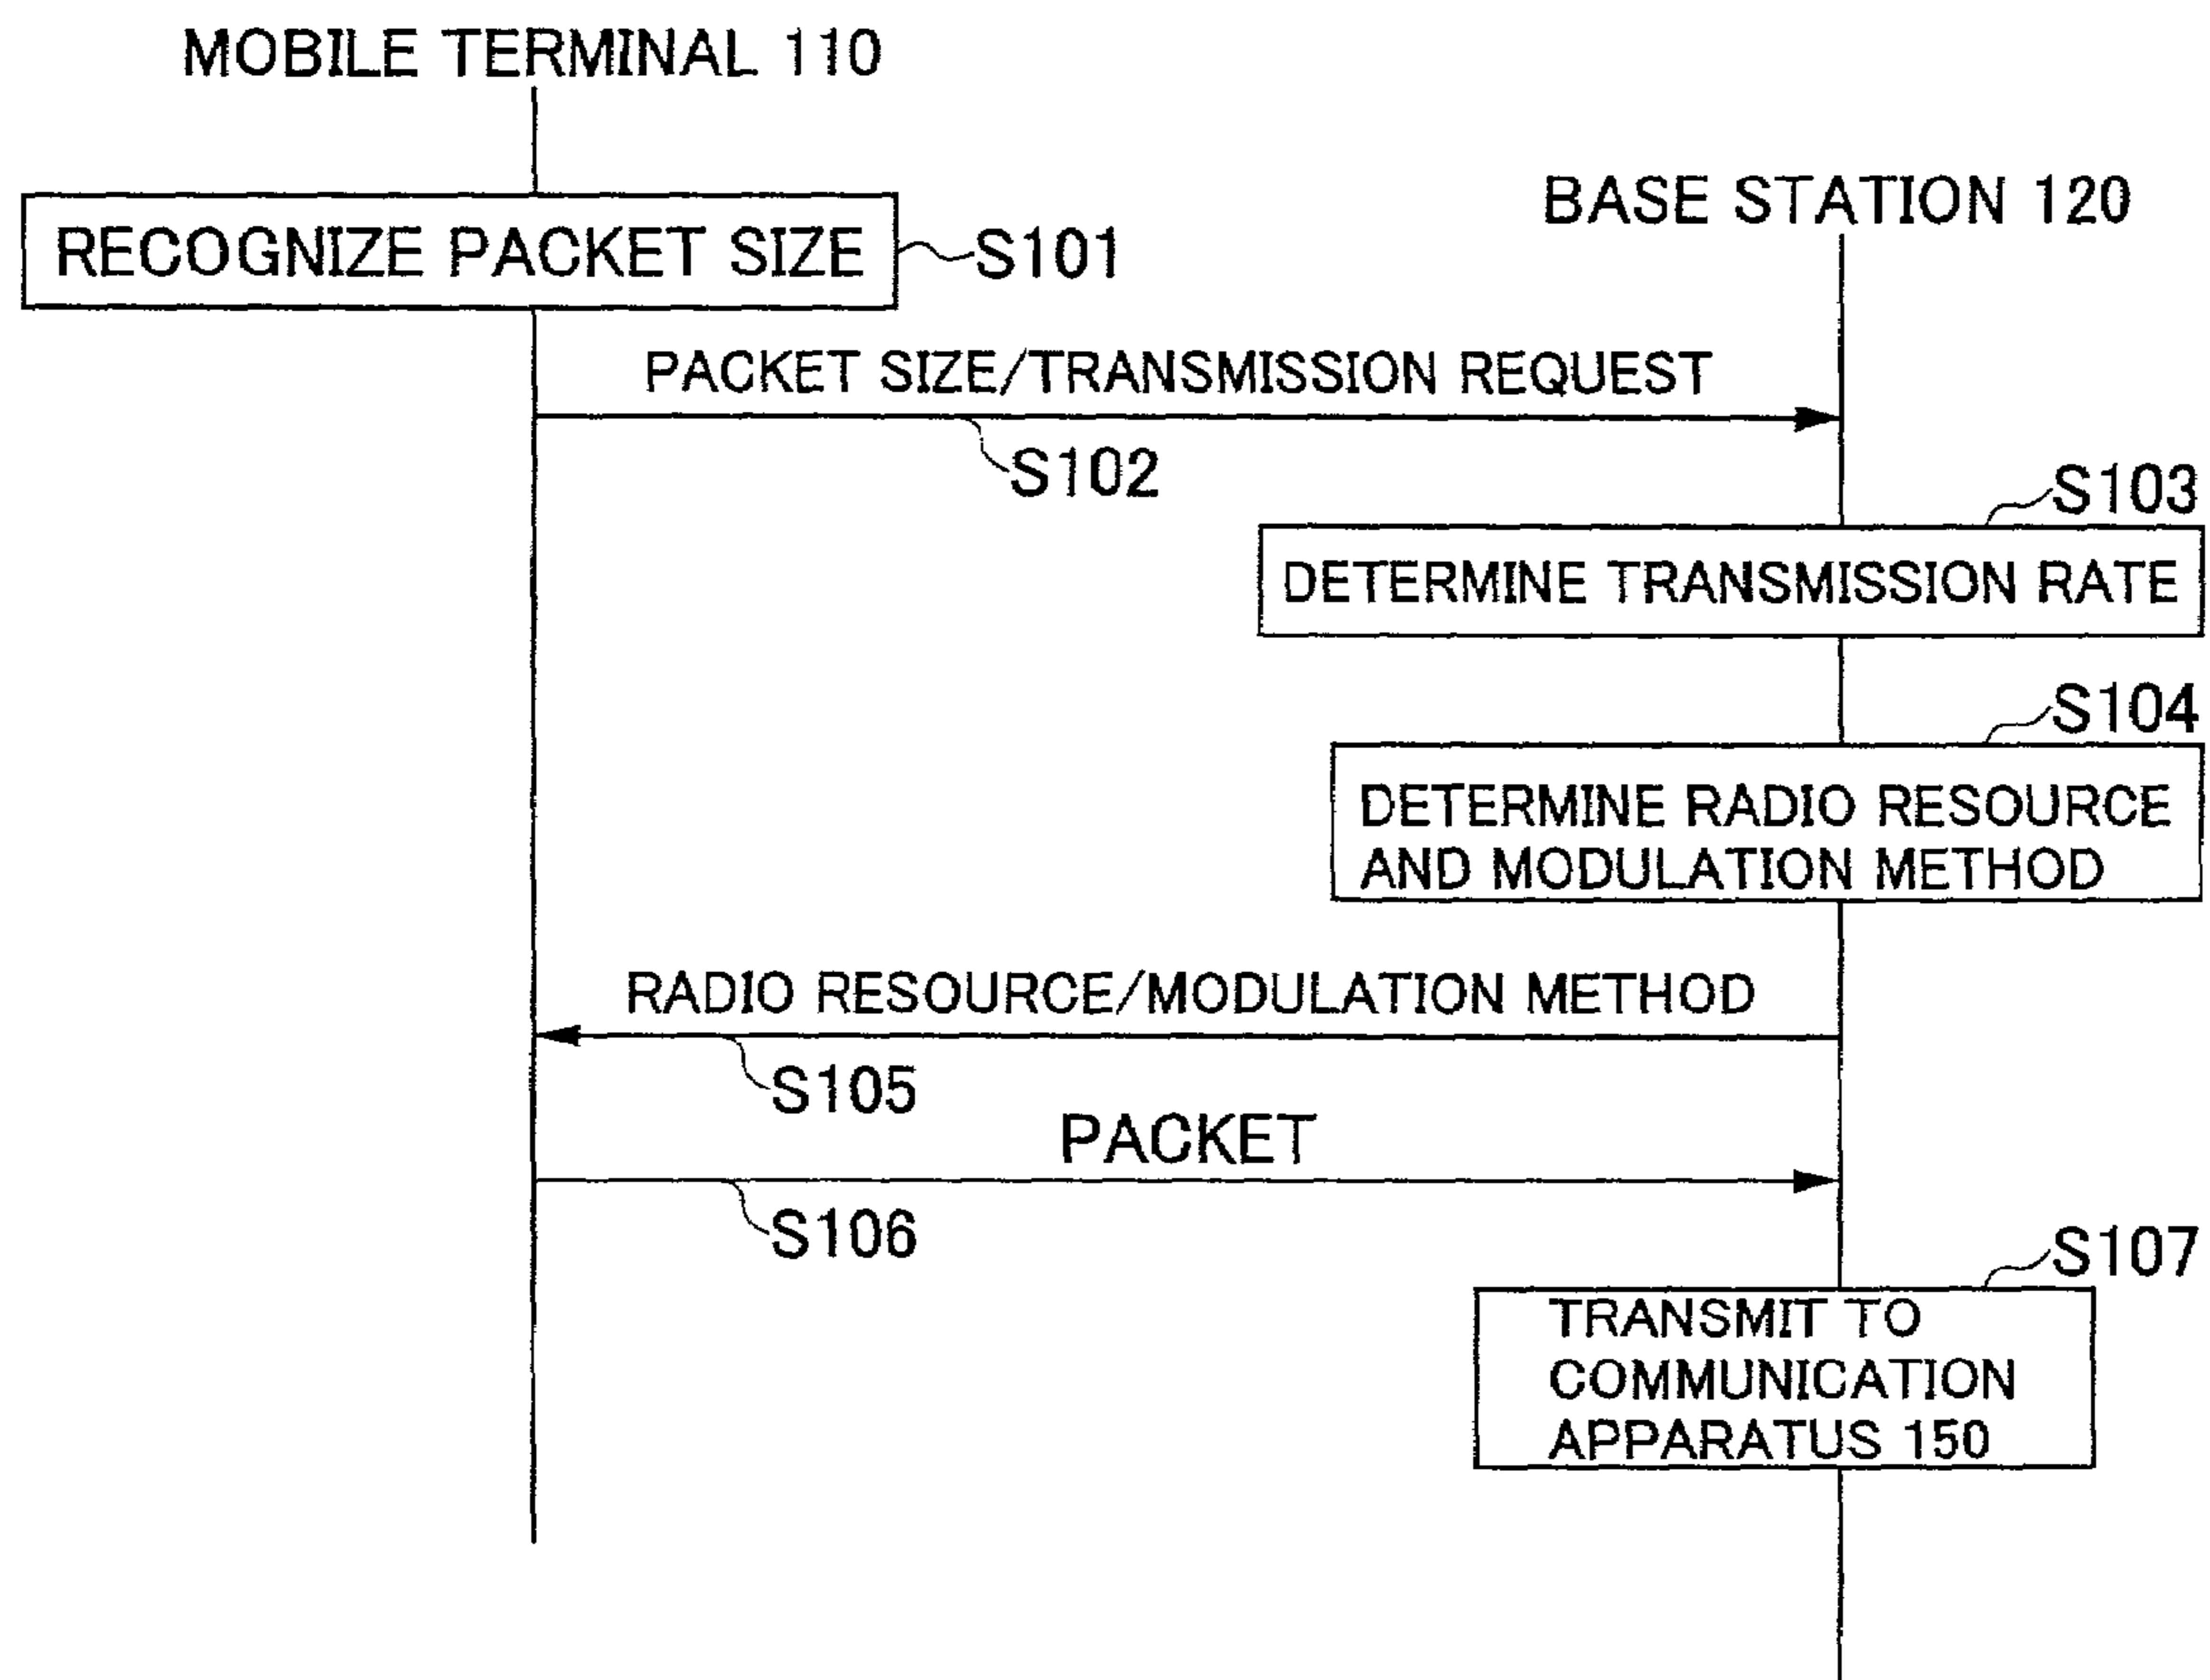 MOBILE TERMINAL 110
BASE STATION 120
RECOGNIZE PACKET SIZE
S101
PACKET SIZE/TRANSMISSION REQUEST
S102
S103
DETERMINE TRANSMISSION RATE
S104
DETERMINE RADIO RESOURCE
AND MODULATION METHOD
RADIO RESOURCE/MODULATION METHOD
S105
PACKET
S106
S107
TRANSMIT TO
COMMUNICATION
APPARATUS 150